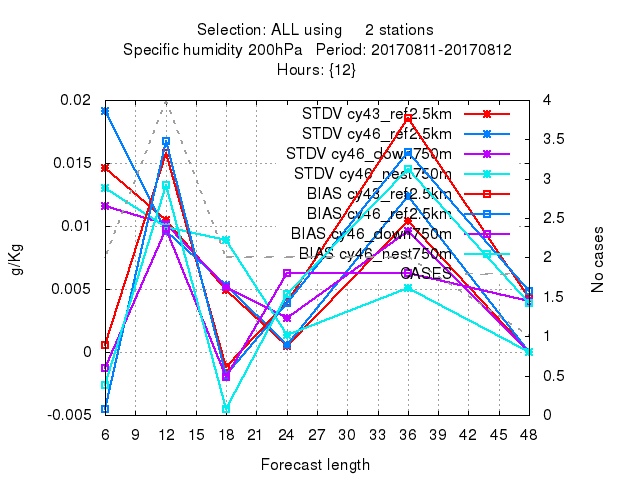 Selection: ALL using 2 stations
Specific humidity 200hPa Period: 20170811-20170812
Hours: {12}
STDV cy43_ref2.5km
STDV cy46_ref2.5km
STDV cy46_down750m
STDV cy46_nest750m
BIAS cy43_ref2.5km
BIAS cy46_ref2.5km
BIAS cy46_down750m
BIAS cy46_nest750m
CASES
g/Kg
0.02
0.015
0.01
0.005
0
-0.005
No cases
4
3.5
3
2.5
2
1.5
1
0.5
0
6 9 12 15 18 21 24 27 30 33 36 39 42 45 48
Forecast length